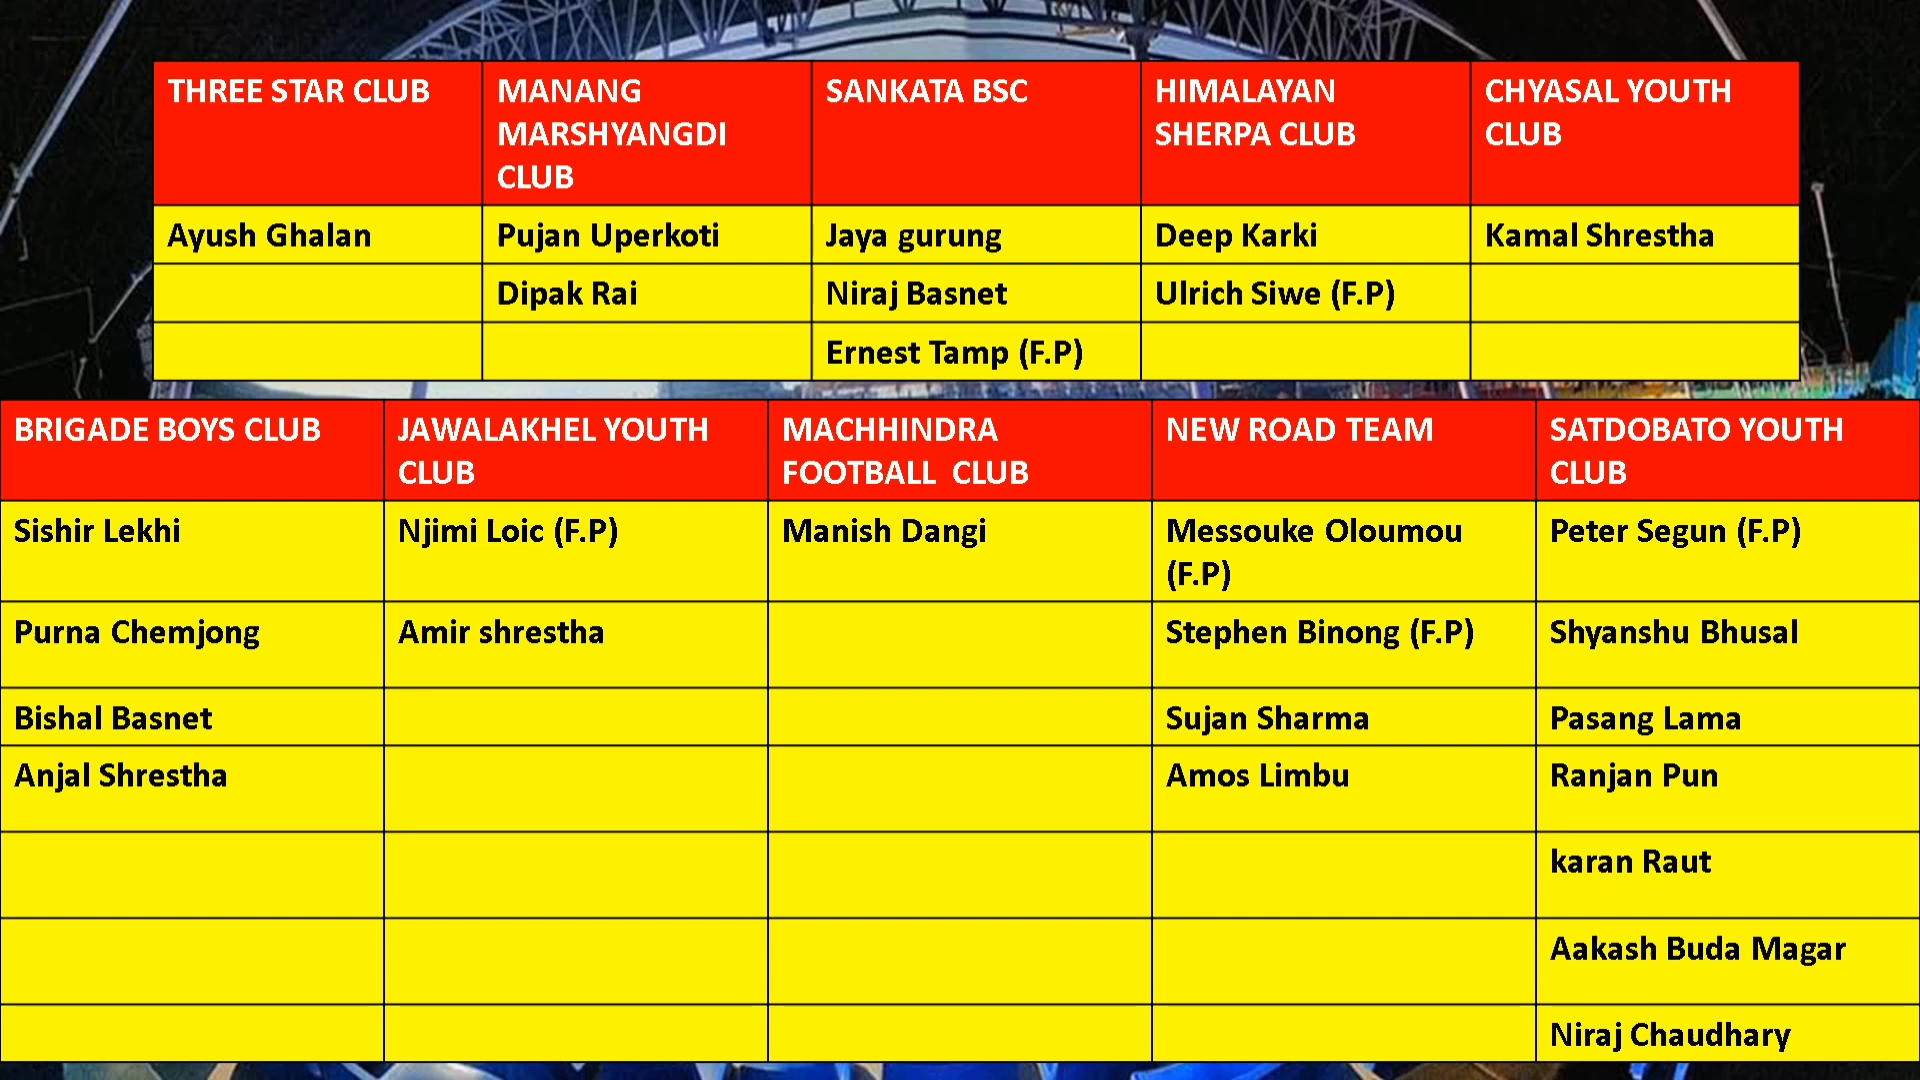 THREE STAR CLUB
MANANG
MARSHYANGDI
CLUB
SANKATA BSC
HIMALAYAN
SHERPA CLUB
CHYASAL YOUTH
CLUB
Ayush Ghalan
Pujan Uperkoti
Jaya gurung
Deep Karki
Kamal Shrestha
Dipak Rai
Niraj Basnet
Ulrich Siwe (F.P)
Ernest Tamp (F.P)
BRIGADE BOYS CLUB
JAWALAKHEL YOUTH
CLUB
MACHHINDRA
FOOTBALL  CLUB
NEW ROAD TEAM
SATDOBATO YOUTH
CLUB
Sishir Lekhi
Njimi Loic (F.P)
Manish Dangi
Messouke Oloumou
(F.P)
Peter Segun (F.P)
Purna Chemjong
Amir shrestha
Stephen Binong (F.P)
Shyanshu Bhusal
Bishal Basnet
Sujan Sharma
Pasang Lama
Anjal Shrestha
Amos Limbu
Ranjan Pun
karan Raut
Aakash Buda Magar
Niraj Chaudhary